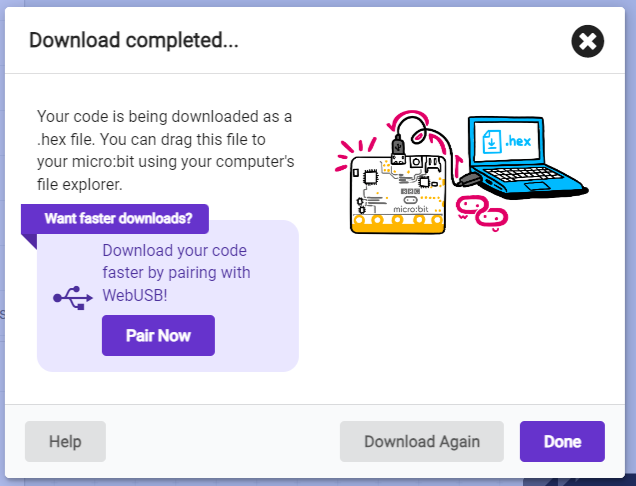 Download completed...
Your code is being downloaded as a
.hex file. You can drag this file to
your micro:bit using your computer's
file explorer.
.hex
micro:bit
Want faster downloads?
Download your code
faster by pairing with
WebUSB!
Pair Now
Help
Download Again
Done